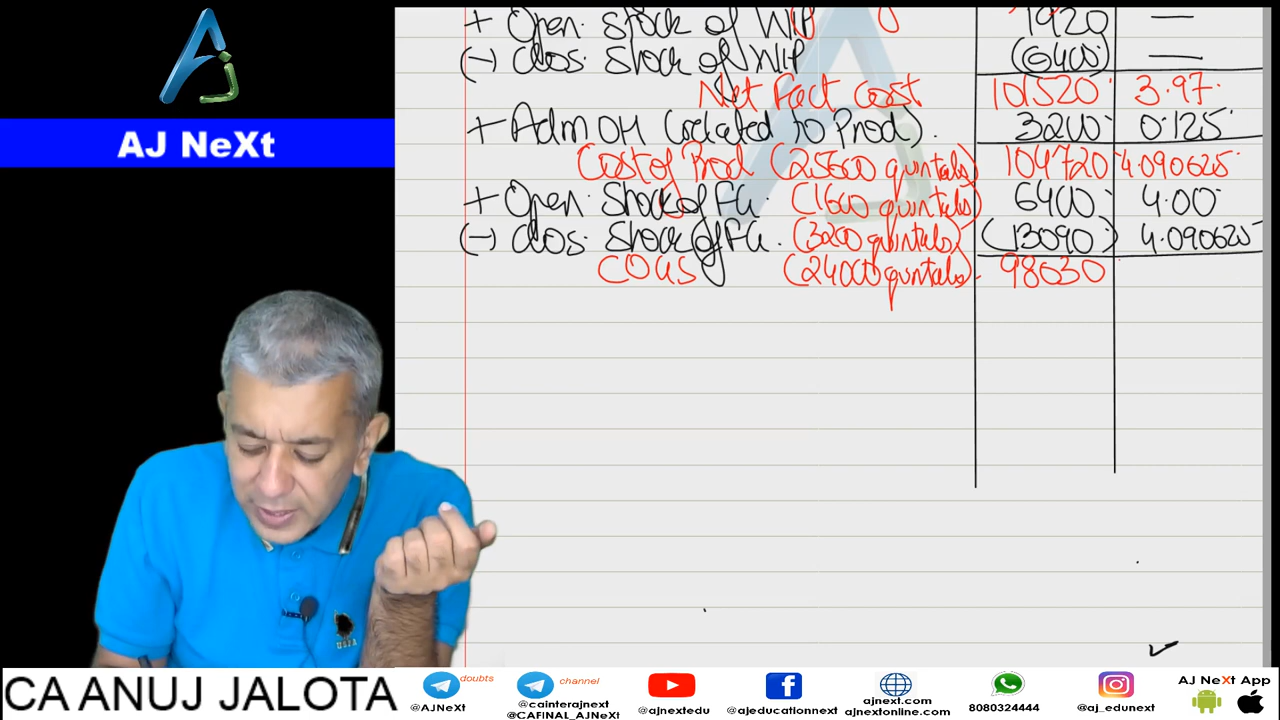 AJ NeXt
+ Open. Stock of WIP 1920 —
(-) Clos. Stock of WIP (6400) —
Net Fact Cost 101520 3.97
+ Adm OH (related to Prod). 3200 0.125
Cost of Prod (25600 quintals) 104720 4.090625
+ Open. Stock of FG. (1600 quintals) 6400 4.00
(-) Clos. Stock of FG. (3200 quintals) (13090) 4.090625
COGS (24000 quintals). 98030
USPA
CA ANUJ JALOTA
doubts
@AJNeXt
channel
@cainterajnext
@CAFINAL_AJNeXt
@ajnextedu
@ajeducationnext
ajnext.com
ajnextonline.com
8080324444
@aj_edunext
AJ NeXt App